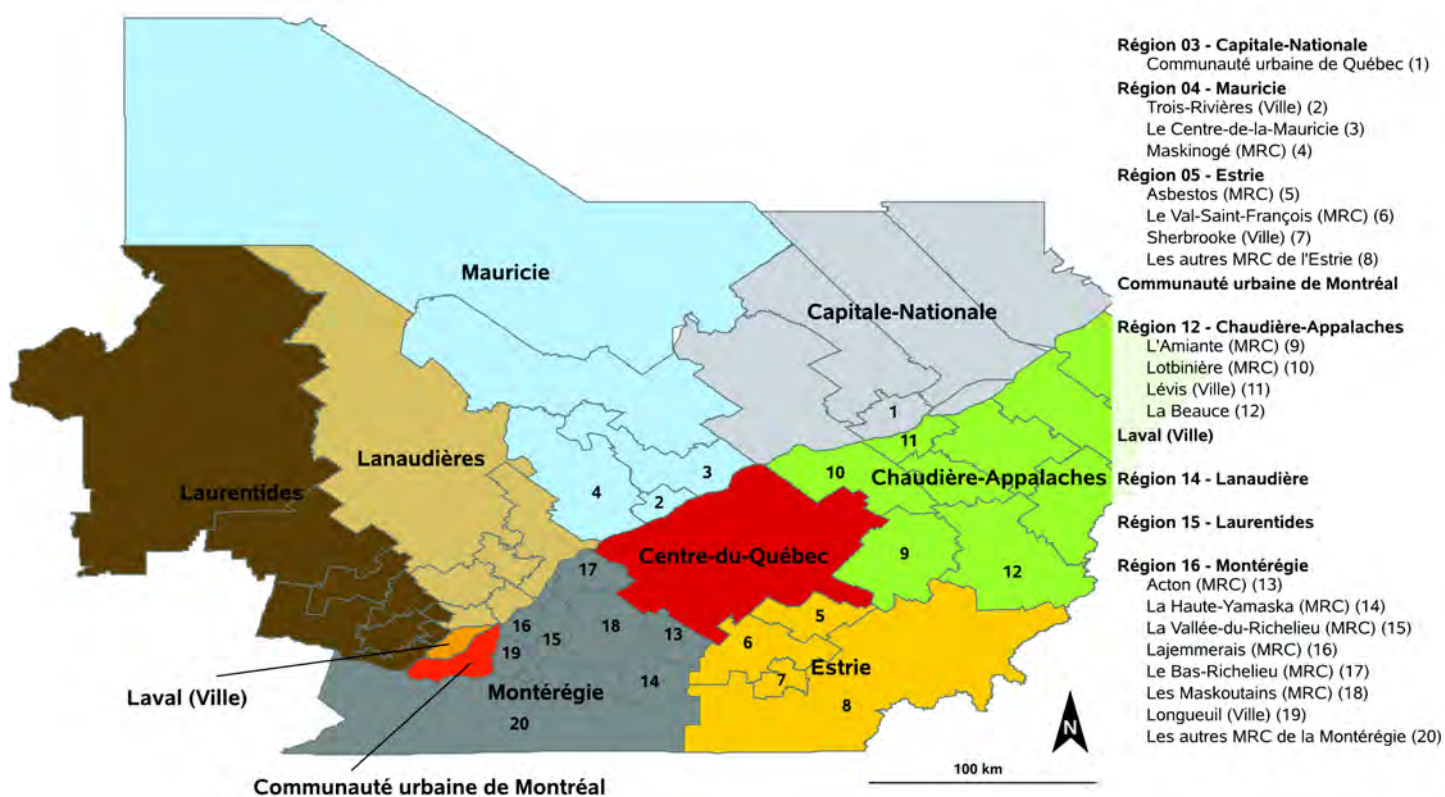 Mauricie
Capitale-Nationale
1
11
10
Chaudière-Appalaches
Lanaudières
3
4
2
Laurentides
Centre-du-Québec
9
12
17
5
16
15
18
13
6
19
Estrie
7
14
Montérégie
8
20
Laval (Ville)
Communauté urbaine de Montréal
N
100 km
Région 03 - Capitale-Nationale
Communauté urbaine de Québec (1)
Région 04 - Mauricie
Trois-Rivières (Ville) (2)
Le Centre-de-la-Mauricie (3)
Maskinogé (MRC) (4)
Région 05 - Estrie
Asbestos (MRC) (5)
Le Val-Saint-François (MRC) (6)
Sherbrooke (Ville) (7)
Les autres MRC de l'Estrie (8)
Communauté urbaine de Montréal
Région 12 - Chaudière-Appalaches
L'Amiante (MRC) (9)
Lotbinière (MRC) (10)
Lévis (Ville) (11)
La Beauce (12)
Laval (Ville)
Région 14 - Lanaudière
Région 15 - Laurentides
Région 16 - Montérégie
Acton (MRC) (13)
La Haute-Yamaska (MRC) (14)
La Vallée-du-Richelieu (MRC) (15)
Lajemmerais (MRC) (16)
Le Bas-Richelieu (MRC) (17)
Les Maskoutains (MRC) (18)
Longueuil (Ville) (19)
Les autres MRC de la Montérégie (20)